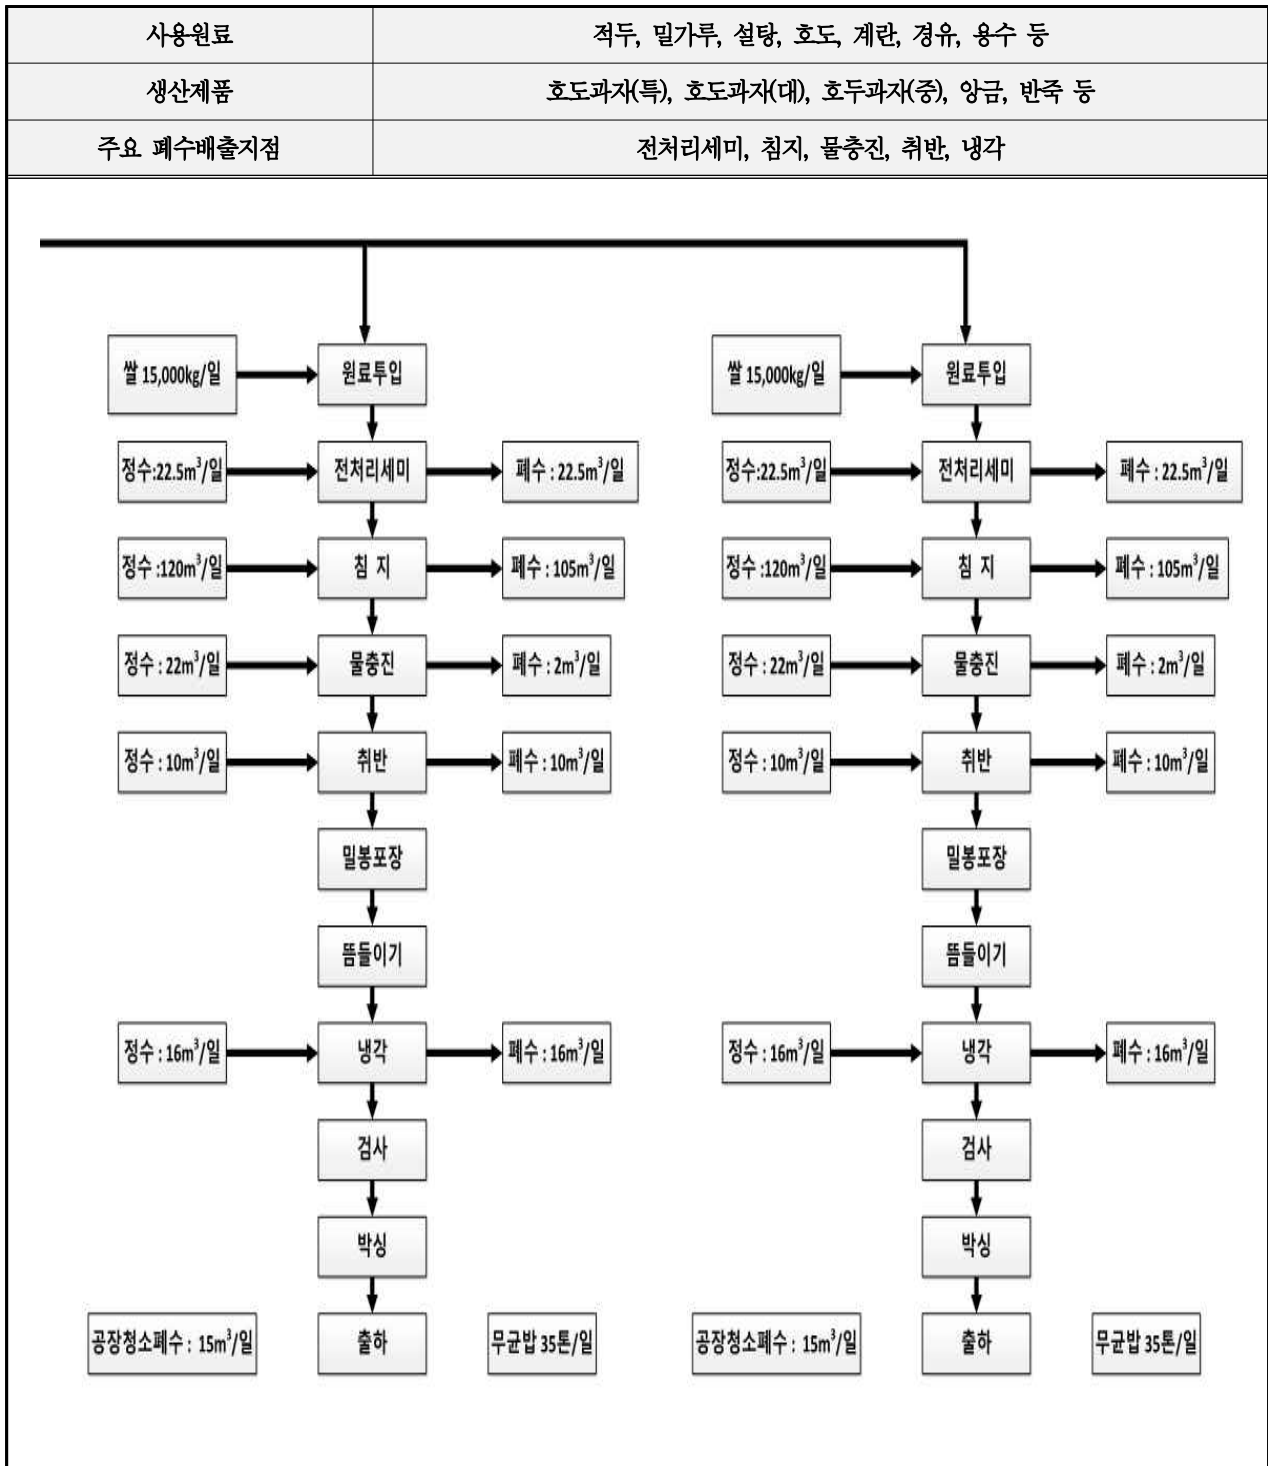 사용원료 적두, 밀가루, 설탕, 호도, 계란, 경유, 용수 등
생산제품 호도과자(특), 호도과자(대), 호두과자(중), 앙금, 반죽 등
주요 폐수배출지점 전처리세미, 침지, 물충진, 취반, 냉각
쌀 15,000kg/일 원료투입 쌀 15,000kg/일 원료투입
정수:22.5m³/일 전처리세미 폐수 : 22.5m³/일 정수:22.5m³/일 전처리세미 폐수 : 22.5m³/일
정수 :120m³/일 침 지 폐수 : 105m³/일 정수 :120m³/일 침 지 폐수 : 105m³/일
정수 : 22m³/일 물충진 폐수 : 2m³/일 정수 : 22m³/일 물충진 폐수 : 2m³/일
정수 : 10m³/일 취반 폐수 : 10m³/일 정수 : 10m³/일 취반 폐수 : 10m³/일
밀봉포장 밀봉포장
뜸들이기 뜸들이기
정수 : 16m³/일 냉각 폐수 : 16m³/일 정수 : 16m³/일 냉각 폐수 : 16m³/일
검사 검사
박싱 박싱
공장청소폐수 : 15m³/일 출하 무균밥 35톤/일 공장청소폐수 : 15m³/일 출하 무균밥 35톤/일